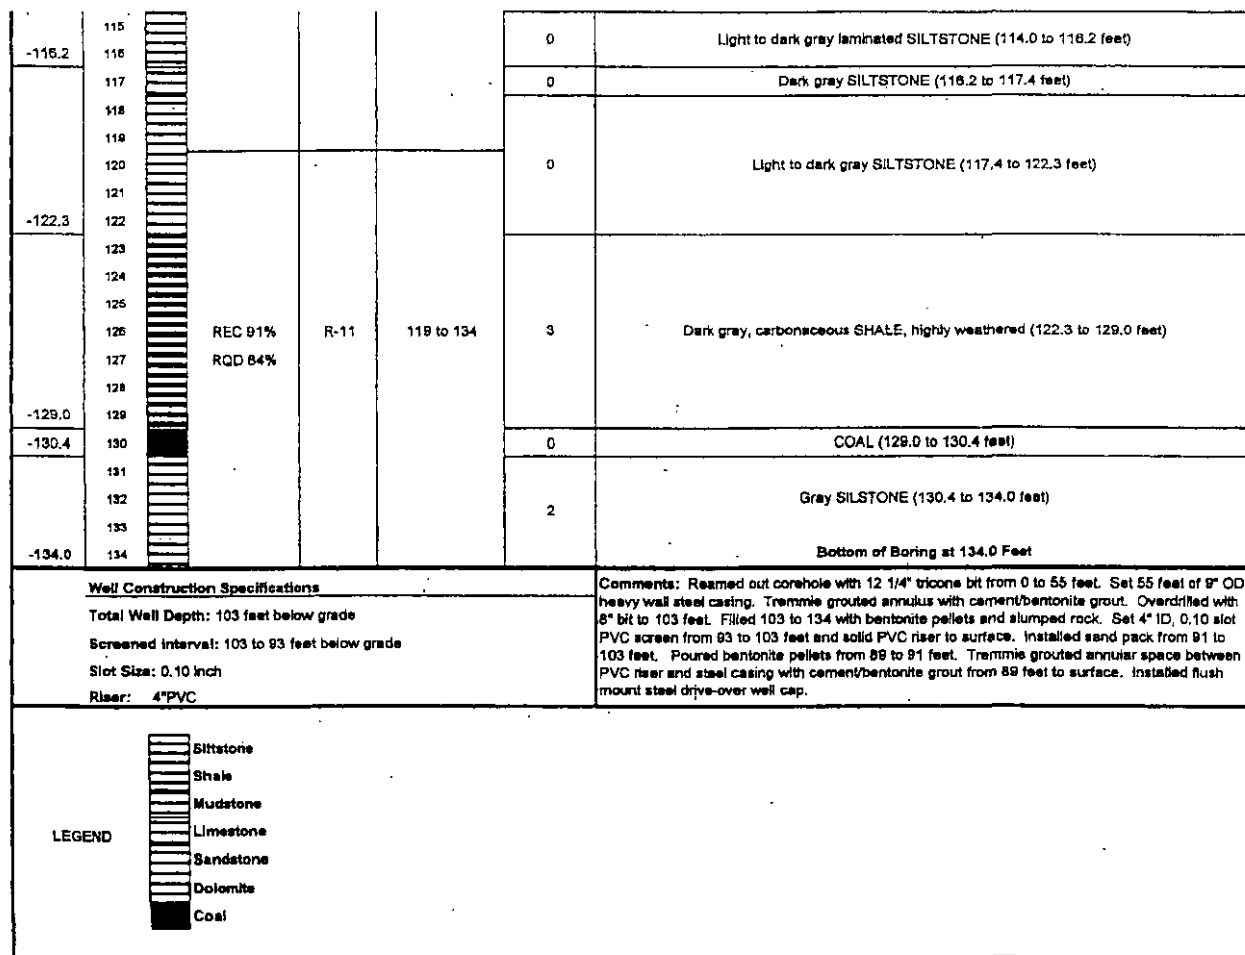 115
0 Light to dark gray laminated SILTSTONE (114.0 to 116.2 feet)
-116.2 116
117 0 Dark gray SILTSTONE (116.2 to 117.4 feet)
118
119
120 0 Light to dark gray SILTSTONE (117.4 to 122.3 feet)
121
-122.3 122
123
124
125
126 REC 91% R-11 119 to 134 3 Dark gray, carbonaceous SHALE, highly weathered (122.3 to 129.0 feet)
127 RQD 64%
128
-129.0 129
-130.4 130 0 COAL (129.0 to 130.4 feet)
131
132 Gray SILSTONE (130.4 to 134.0 feet)
2
133
-134.0 134 Bottom of Boring at 134.0 Feet
Well Construction Specifications
Total Well Depth: 103 feet below grade
Screened interval: 103 to 93 feet below grade
Slot Size: 0.10 inch
Riser: 4"PVC
Comments: Reamed out corehole with 12 1/4" tricone bit from 0 to 55 feet. Set 55 feet of 9" OD
heavy wall steel casing. Tremmie grouted annulus with cement/bentonite grout. Overdrilled with
8" bit to 103 feet. Filled 103 to 134 with bentonite pellets and slumped rock. Set 4" ID, 0.10 slot
PVC screen from 93 to 103 feet and solid PVC riser to surface. Installed sand pack from 91 to
103 feet. Poured bentonite pellets from 89 to 91 feet. Tremmie grouted annular space between
PVC riser and steel casing with cement/bentonite grout from 89 feet to surface. Installed flush
mount steel drive-over well cap.
LEGEND
Siltstone
Shale
Mudstone
Limestone
Sandstone
Dolomite
Coal